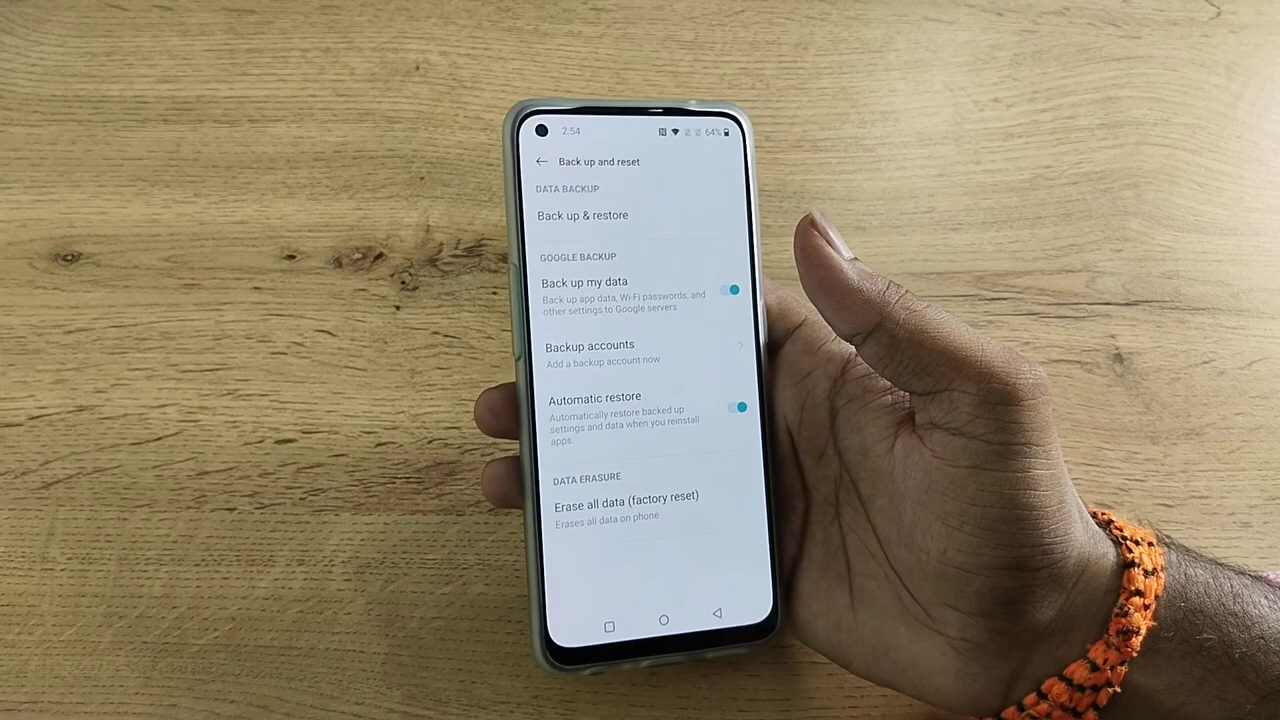 2:54 64%
Back up and reset
DATA BACKUP
Back up & restore
GOOGLE BACKUP
Back up my data
Back up app data, Wi-Fi passwords, and
other settings to Google servers
Backup accounts
Add a backup account now
Automatic restore
Automatically restore backed up
settings and data when you reinstall
apps.
DATA ERASURE
Erase all data (factory reset)
Erases all data on phone